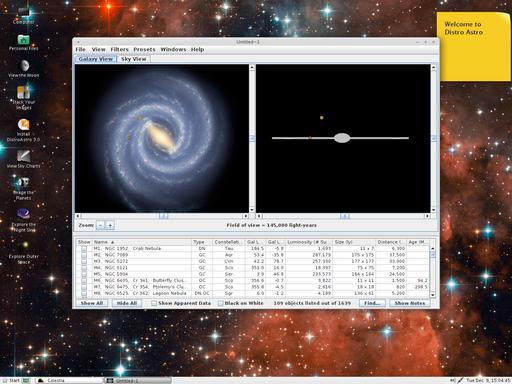 Computer
Personal Files
View the Moon
Stack Your
Images
Install
DistroAstro 3.0
View Sky Charts
Image the
Planets
Explore the
Night Sky
Explore Outer
Space
Welcome to
Distro Astro
Untitled-1
File View Filters Presets Windows Help
Galaxy View Sky View
Zoom: - +
Field of view = 145,000 light-years
Show Name Type Constellati... Gal L... Gal L... Luminosity (# Su... Size (ly) Distance (... Age (M...
M1, NGC 1952, Crab Nebula DN Tau 184.5 -5.8 1,693 11 x 7 6,300
M2, NGC 7089 GC Aqr 53.4 -35.8 287,179 175 x 175 37,500
M3, NGC 5272 GC CVn 42.2 78.7 257,330 177 x 177 33,900
M4, NGC 6121 GC Sco 351.0 16.0 18,397 75 x 75 7,200
M5, NGC 5904 GC Ser 3.9 46.8 233,573 164 x 164 24,500
M6, NGC 6405, Cr 341, Butterfly Clus... OC Sco 356.6 -0.7 3,822 11 x 11 1,600 94.2
M7, NGC 6475, Cr 354, Ptolemy's Clu... OC Sco 355.8 -4.5 2,616 18 x 18 820 298.5
M8, NGC 6523, Cr 362, Lagoon Nebula DN,OC Sgr 6.0 -1.2 4,189 136 x 61 5,200
Show All Hide All Show Apparent Data Black on White 109 objects listed out of 1639 Find... Show Notes
Start Celestia Untitled-1 Tue Dec 9, 15:04:45